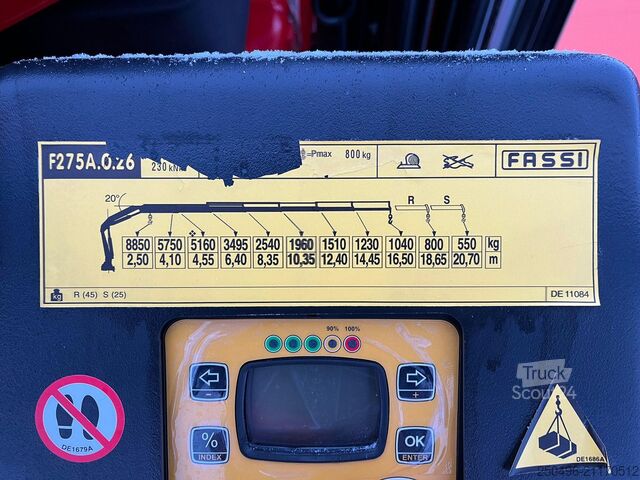 F275A.0.26 230 kN =Pmax 800 kg FASSI
20° R S
8850 5750 5160 3495 2540 1960 1510 1230 1040 800 550 kg
2,50 4,10 4,55 6,40 8,35 10,35 12,40 14,45 16,50 18,65 20,70 m
kg R (45) S (25) DE 11084
90% 100%
- +
% INDEX OK ENTER
DE1679A
DE1686A
Truck
Scout24